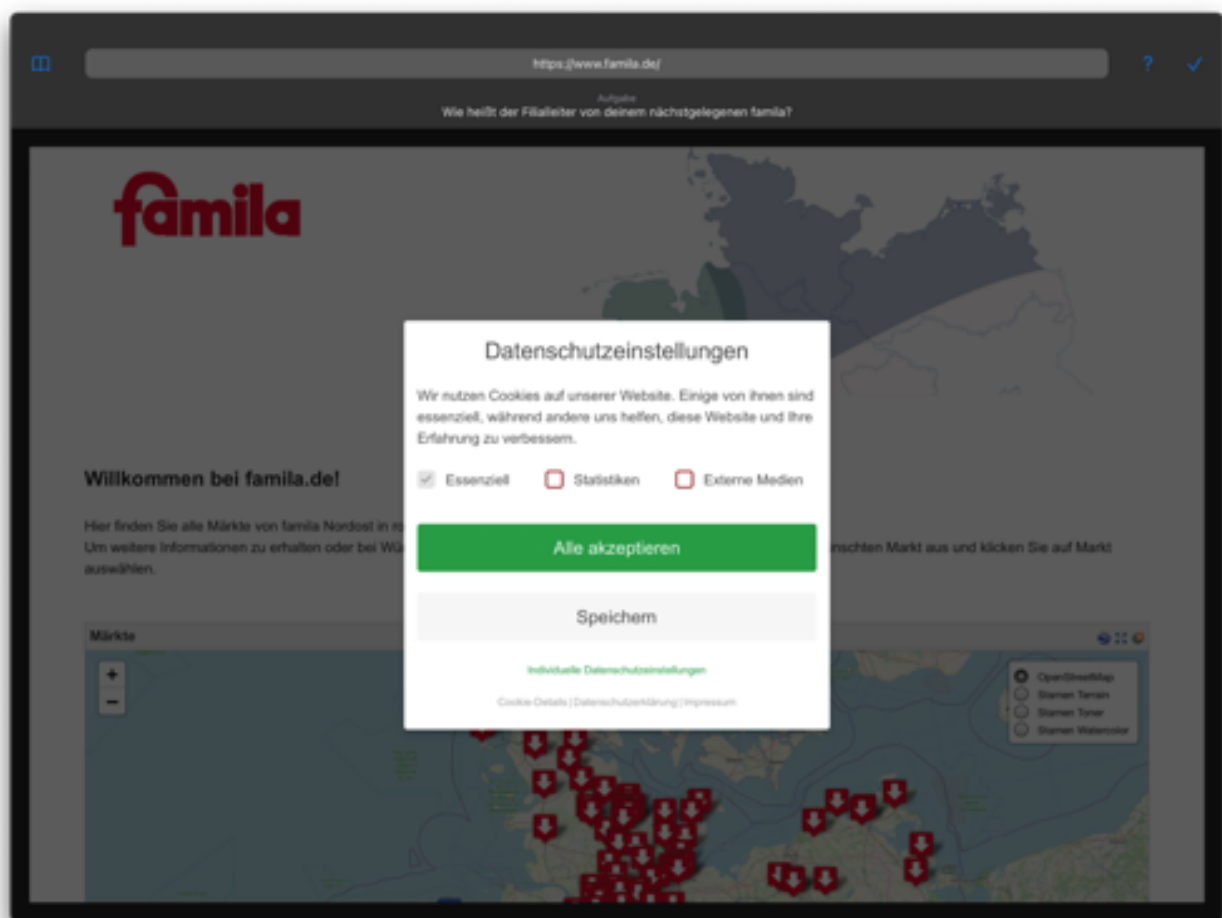 https://www.famila.de/
?
Aufgabe
Wie heißt der Filialleiter von deinem nächstgelegenen famila?
famila
Datenschutzeinstellungen
Wir nutzen Cookies auf unserer Website. Einige von ihnen sind
essenziell, während andere uns helfen, diese Website und Ihre
Erfahrung zu verbessern.
Essenziell Statistiken Externe Medien
Willkommen bei famila.de!
Hier finden Sie alle Märkte von famila Nordost in
Alle akzeptieren
Um weitere Informationen zu erhalten oder bei Markt aus und klicken Sie auf Markt
auswählen.
Speichern
Märkte
Individuelle Datenschutzeinstellungen
+
OpenStreetMap
Stamen Terrain
−
Cookie-Details | Datenschutzerklärung | Impressum
Stamen Toner
Stamen Watercolor